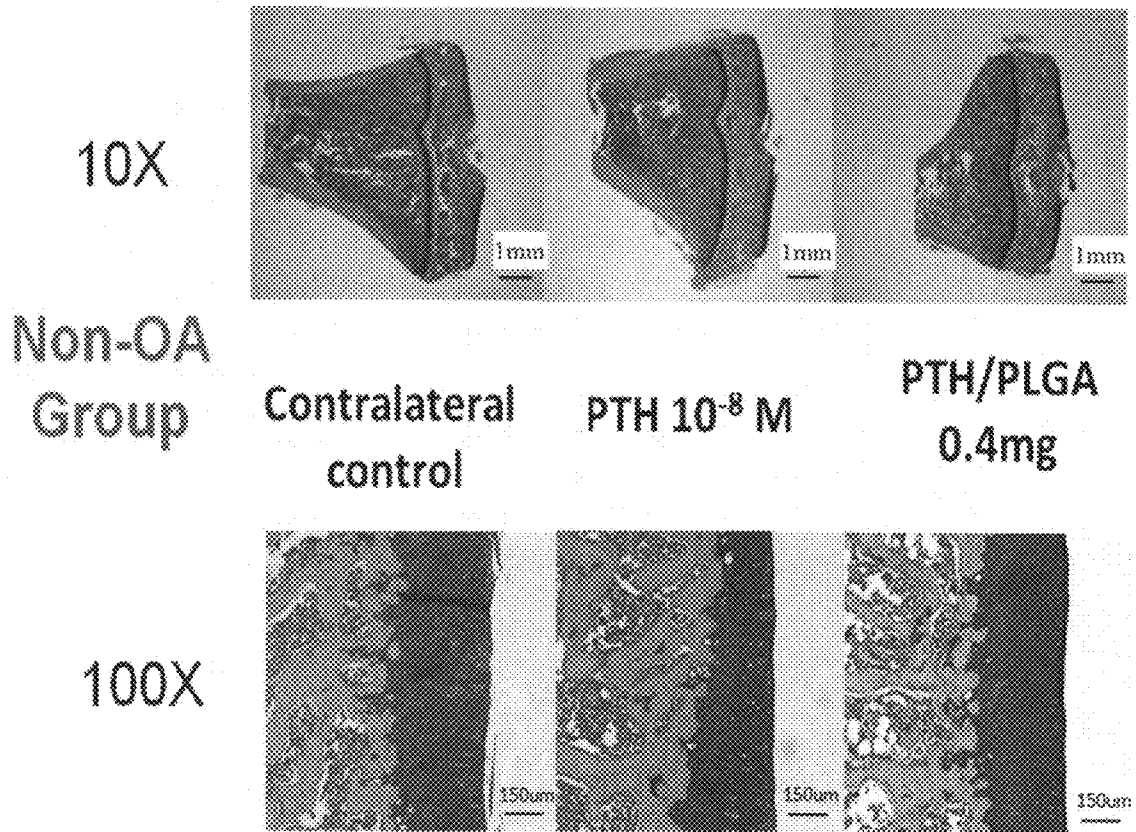 10X
1mm
1mm
1mm
Non-OA
Group
Contralateral
control
PTH 10⁻⁸ M
PTH/PLGA
0.4mg
100X
150um
150um
150um